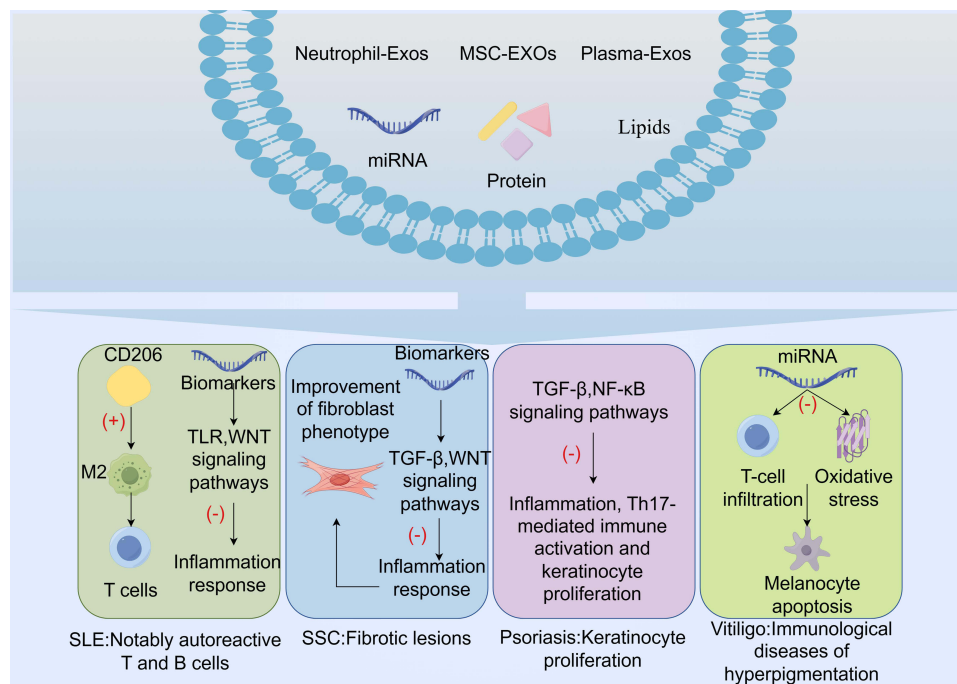 Neutrophil-Exos MSC-EXOs Plasma-Exos
miRNA
Protein
Lipids
CD206
(+)
M2
T cells
Biomarkers
TLR,WNT
signaling
pathways
(-)
Inflammation
response
SLE:Notably autoreactive
T and B cells
Improvement
of fibroblast
phenotype
Biomarkers
TGF-β,WNT
signaling
pathways
(-)
Inflammation
response
SSC:Fibrotic lesions
TGF-β,NF-κB
signaling pathways
(-)
Inflammation, Th17-
mediated immune
activation and
keratinocyte
proliferation
Psoriasis:Keratinocyte
proliferation
miRNA
(-)
T-cell
infiltration
Oxidative
stress
Melanocyte
apoptosis
Vitiligo:Immunological
diseases of
hyperpigmentation